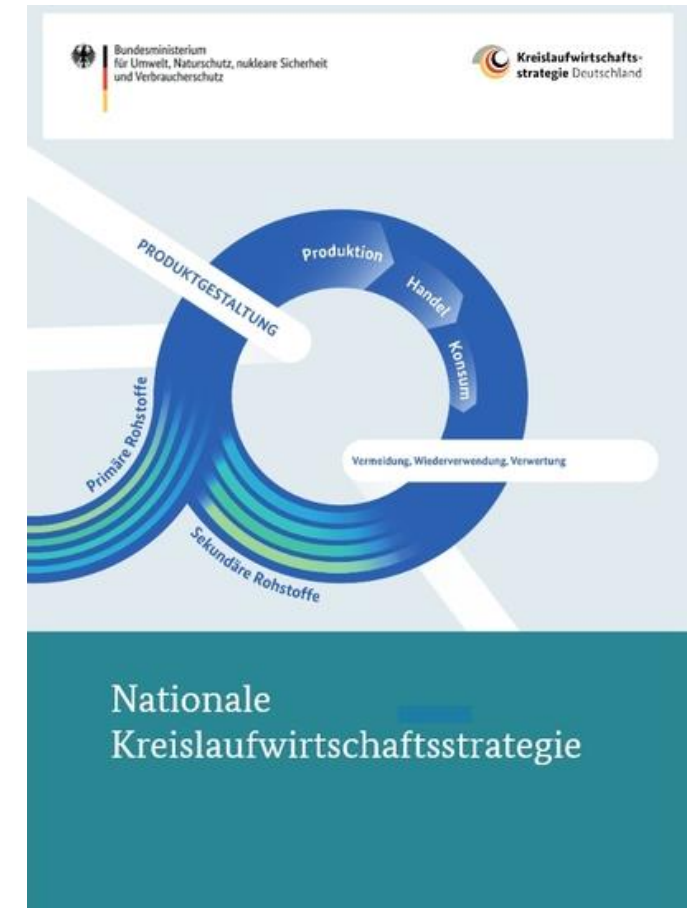 Bundesministerium
für Umwelt, Naturschutz, nukleare Sicherheit
und Verbraucherschutz
Kreislaufwirtschafts-
strategie Deutschland
PRODUKTGESTALTUNG
Produktion
Handel
Konsum
Primäre Rohstoffe
Vermeidung, Wiederverwendung, Verwertung
Sekundäre Rohstoffe
Nationale
Kreislaufwirtschaftsstrategie